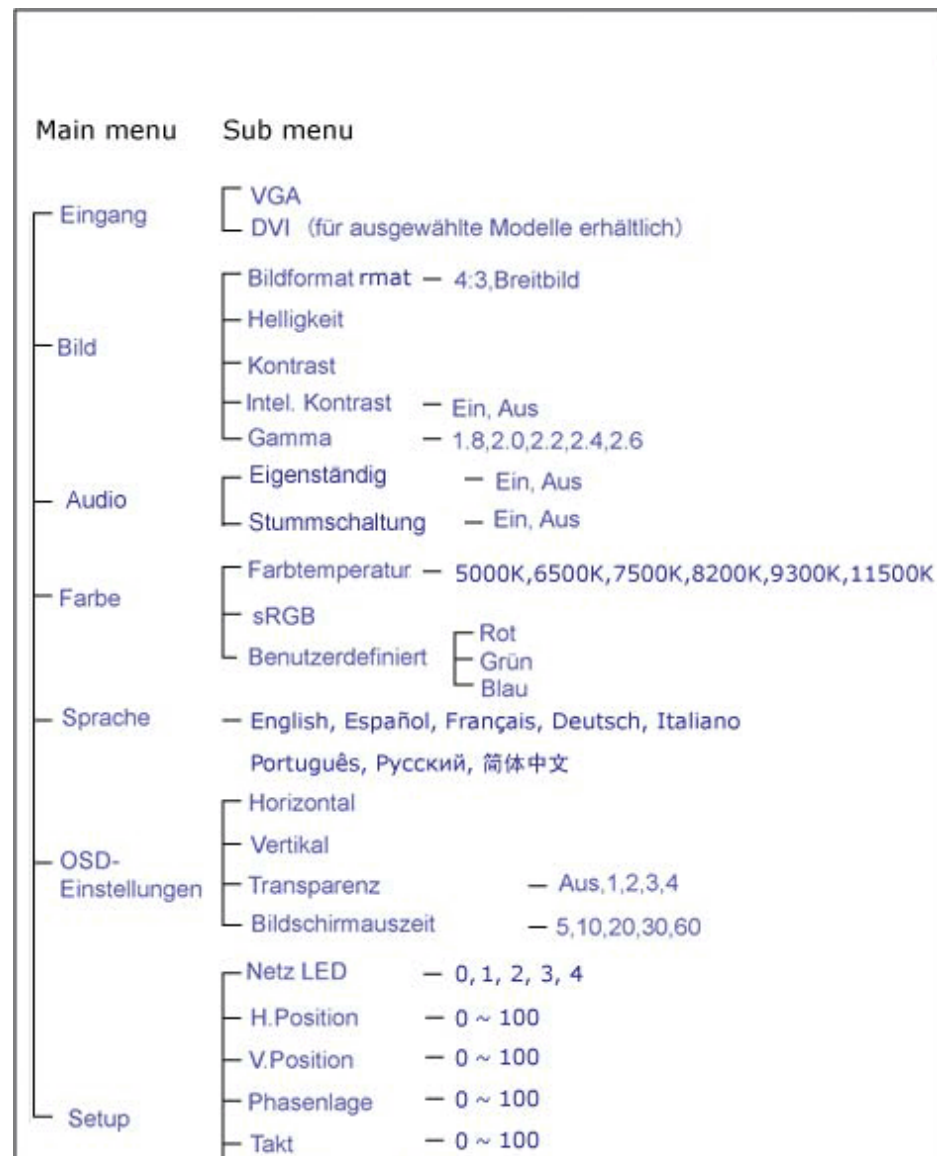 Main menu Sub menu
Eingang
VGA
DVI (für ausgewählte Modelle erhältlich)
Bild
Bildformat rmat — 4:3,Breitbild
Helligkeit
Kontrast
Intel. Kontrast — Ein, Aus
Gamma — 1.8,2.0,2.2,2.4,2.6
Audio
Eigenständig — Ein, Aus
Stummschaltung — Ein, Aus
Farbe
Farbtemperatur — 5000K,6500K,7500K,8200K,9300K,11500K
sRGB
Benutzerdefiniert
Rot
Grün
Blau
Sprache — English, Español, Français, Deutsch, Italiano
Português, Русский, 简体中文
OSD-
Einstellungen
Horizontal
Vertikal
Transparenz — Aus,1,2,3,4
Bildschirmauszeit — 5,10,20,30,60
Setup
Netz LED — 0, 1, 2, 3, 4
H.Position — 0 ~ 100
V.Position — 0 ~ 100
Phasenlage — 0 ~ 100
Takt — 0 ~ 100